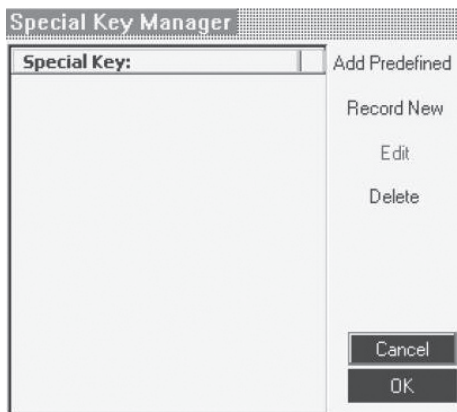 Special Key Manager
Special Key:
Add Predefined
Record New
Edit
Delete
Cancel
OK